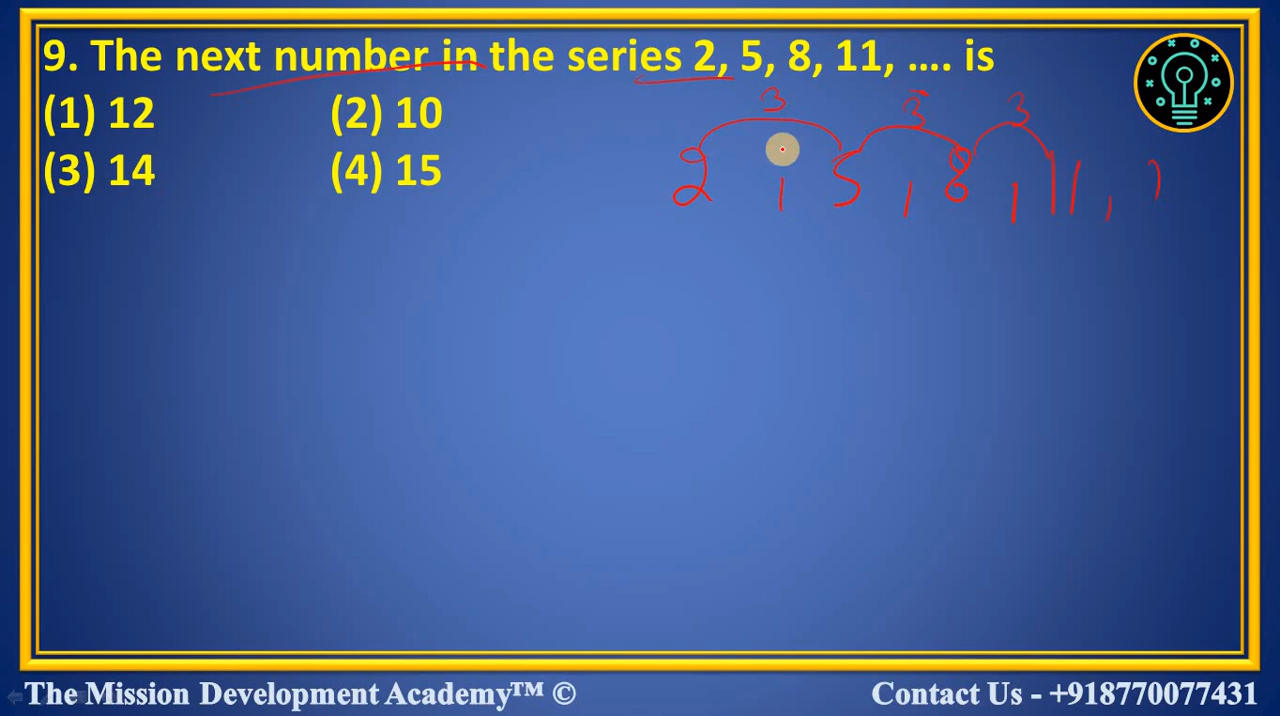 9. The next number in the series 2, 5, 8, 11, .... is
(1) 12 (2) 10
(3) 14 (4) 15
3 3 3
2 , 5 , 8 , 11 ,
The Mission Development Academy™ © Contact Us - +918770077431